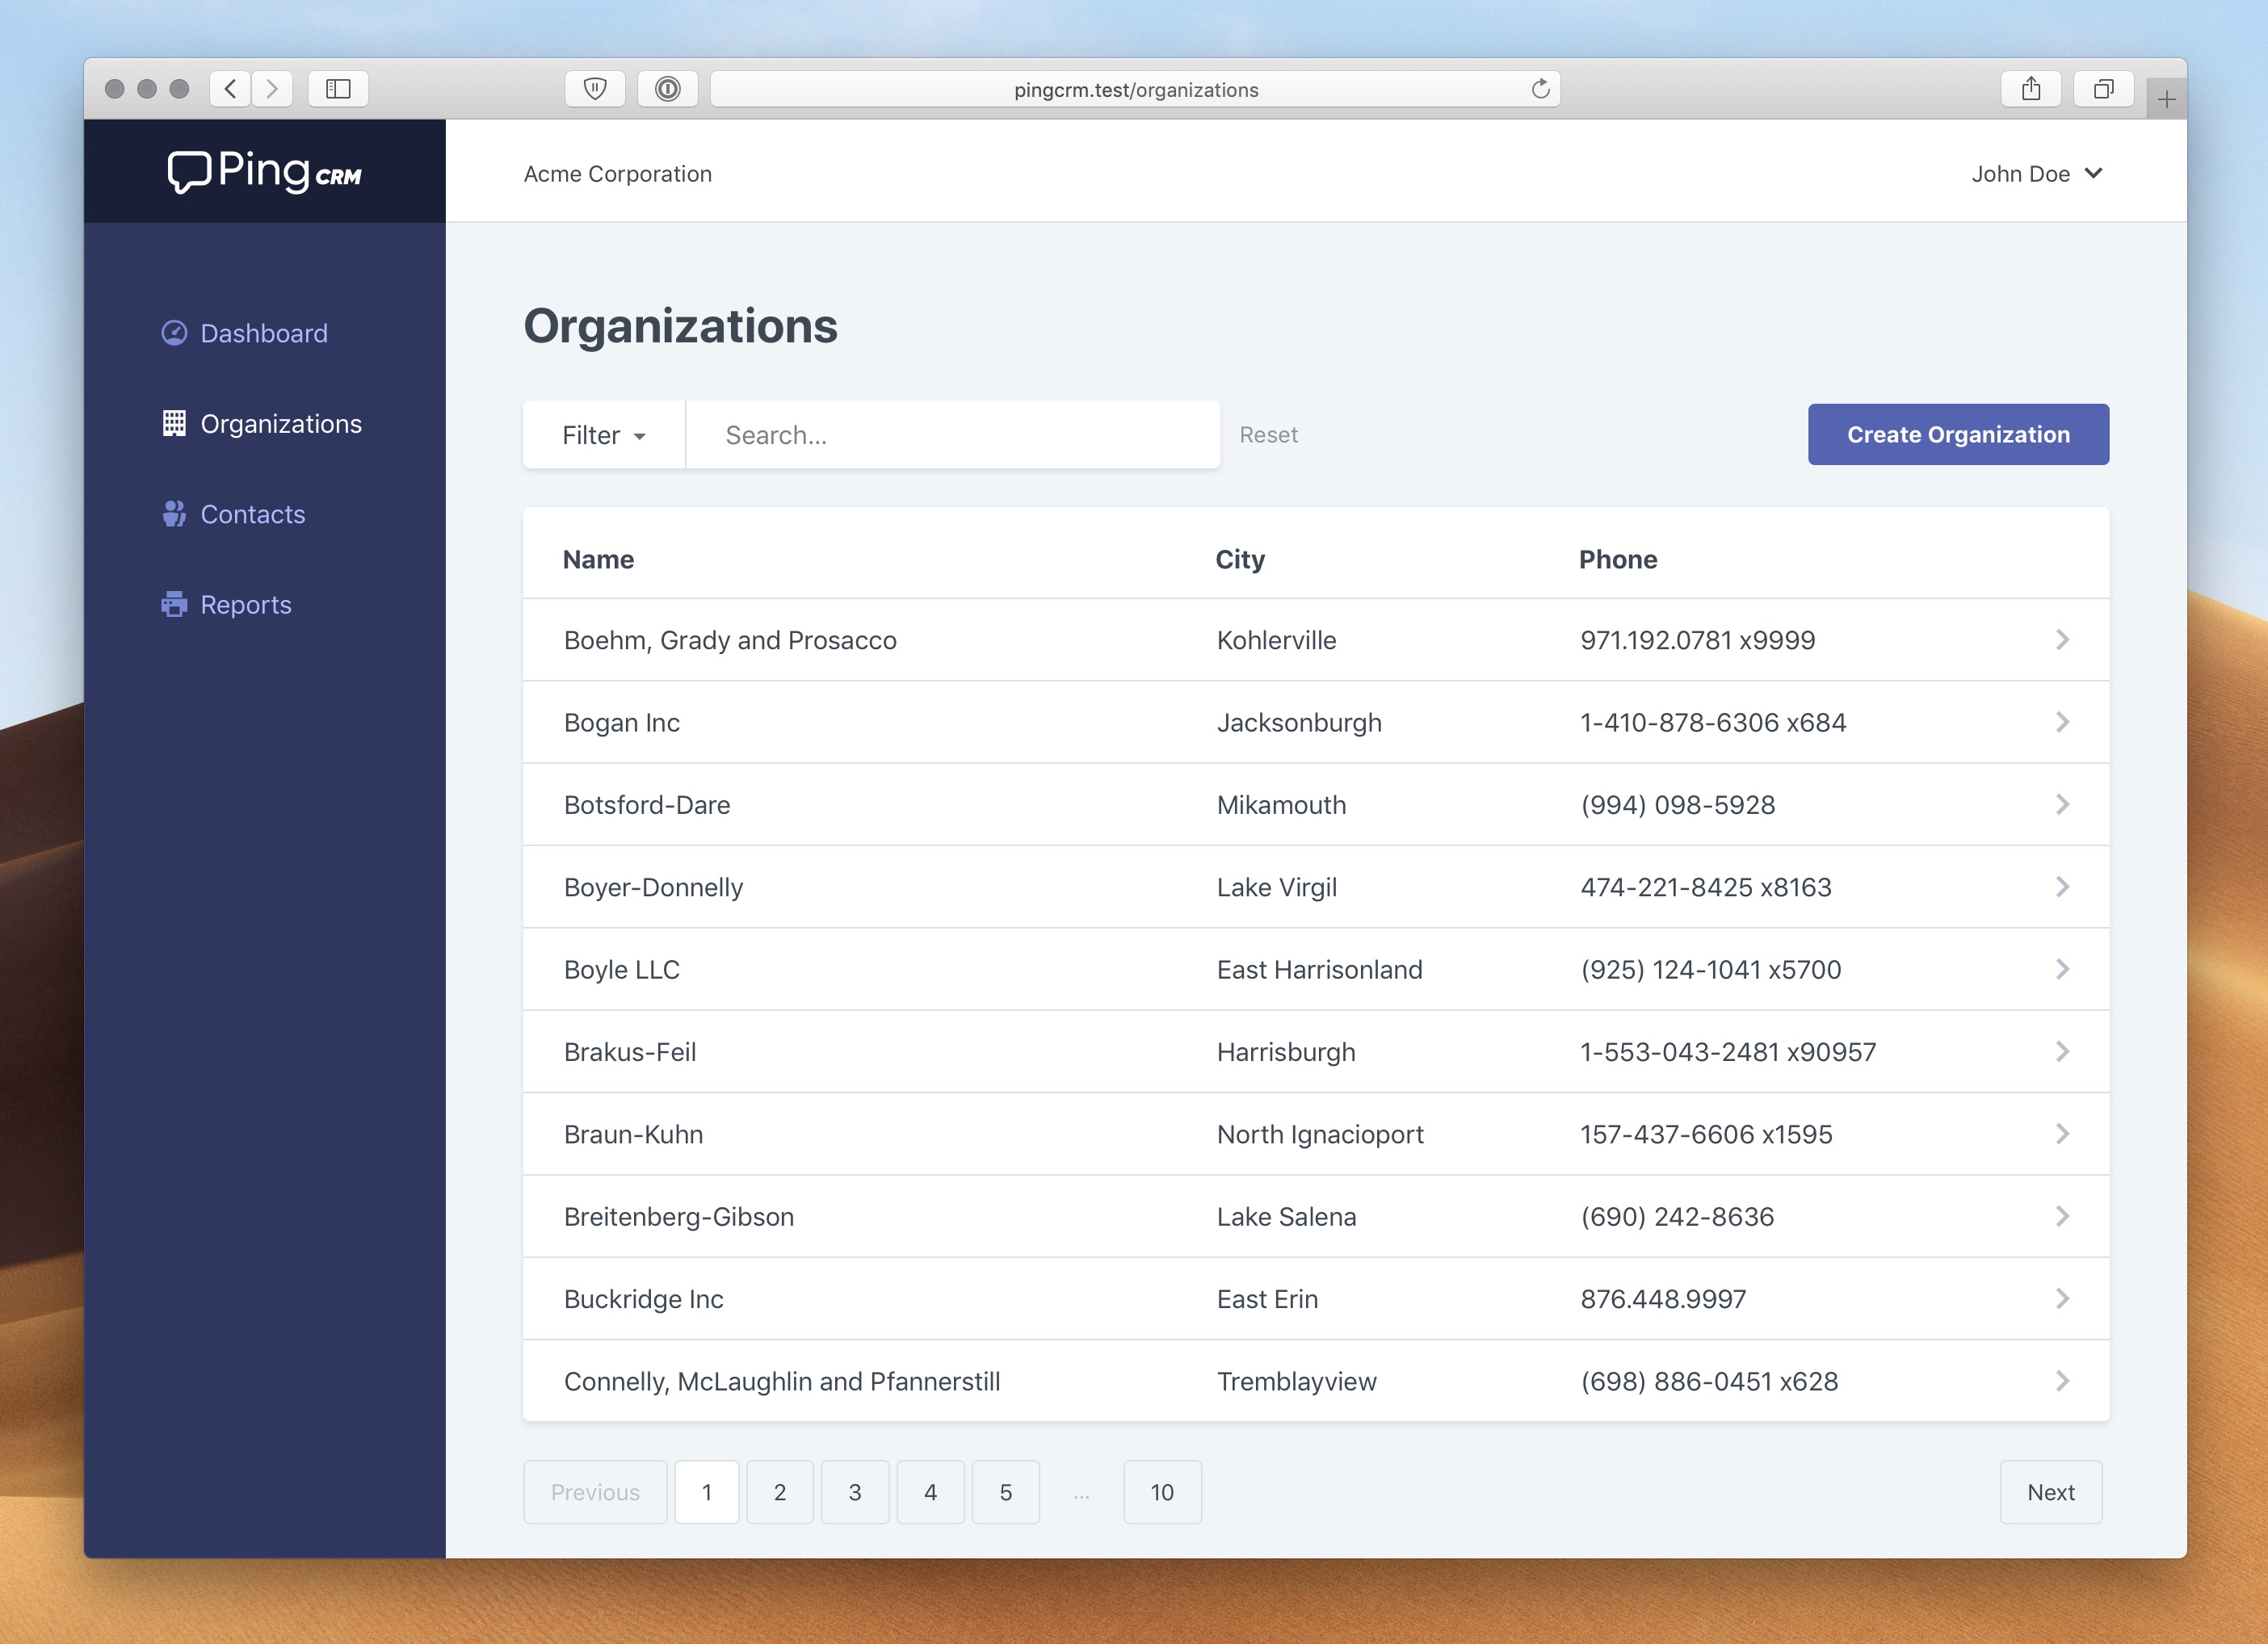 pingcrm.test/organizations
Ping CRM
Acme Corporation
John Doe
Dashboard
Organizations
Contacts
Reports
Organizations
Filter
Search...
Reset
Create Organization
Name City Phone
Boehm, Grady and Prosacco Kohlerville 971.192.0781 x9999
Bogan Inc Jacksonburgh 1-410-878-6306 x684
Botsford-Dare Mikamouth (994) 098-5928
Boyer-Donnelly Lake Virgil 474-221-8425 x8163
Boyle LLC East Harrisonland (925) 124-1041 x5700
Brakus-Feil Harrisburgh 1-553-043-2481 x90957
Braun-Kuhn North Ignacioport 157-437-6606 x1595
Breitenberg-Gibson Lake Salena (690) 242-8636
Buckridge Inc East Erin 876.448.9997
Connelly, McLaughlin and Pfannerstill Tremblayview (698) 886-0451 x628
Previous 1 2 3 4 5 ... 10 Next